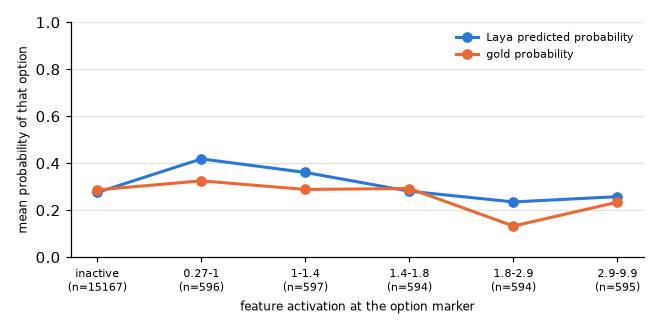 1.0
0.8
0.6
0.4
0.2
0.0
mean probability of that option
Laya predicted probability
gold probability
inactive
(n=15167)
0.27-1
(n=596)
1-1.4
(n=597)
1.4-1.8
(n=594)
1.8-2.9
(n=594)
2.9-9.9
(n=595)
feature activation at the option marker